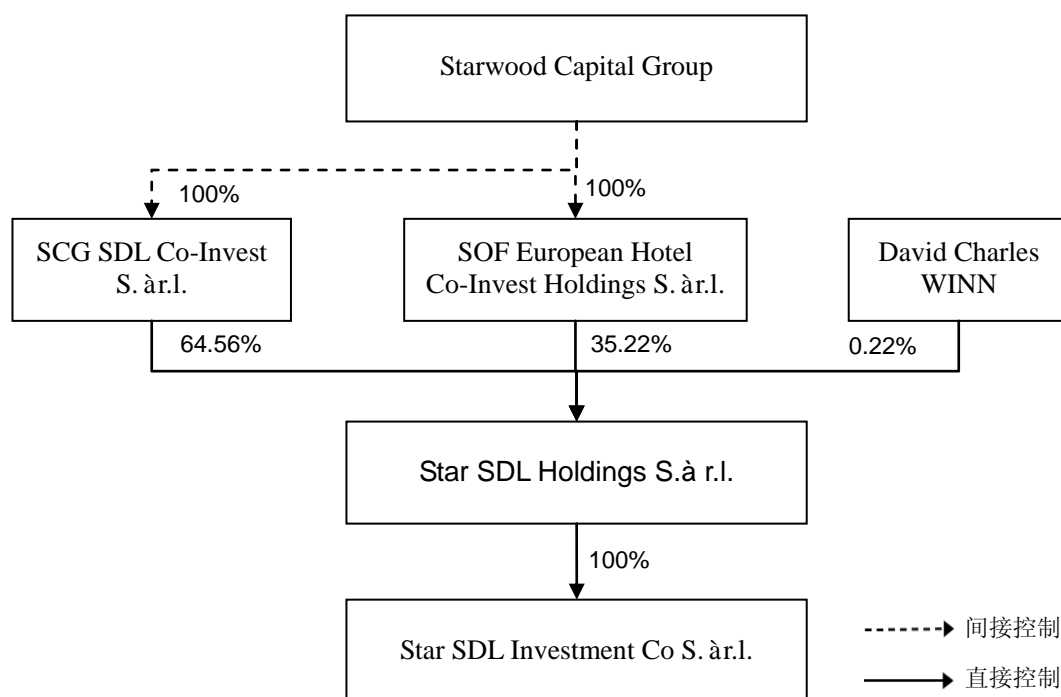 Starwood Capital Group
100%
100%
SCG SDL Co-Invest
S. àr.l.
SOF European Hotel
Co-Invest Holdings S. àr.l.
David Charles
WINN
64.56%
35.22%
0.22%
Star SDL Holdings S.à r.l.
100%
Star SDL Investment Co S. àr.l.
间接控制
直接控制